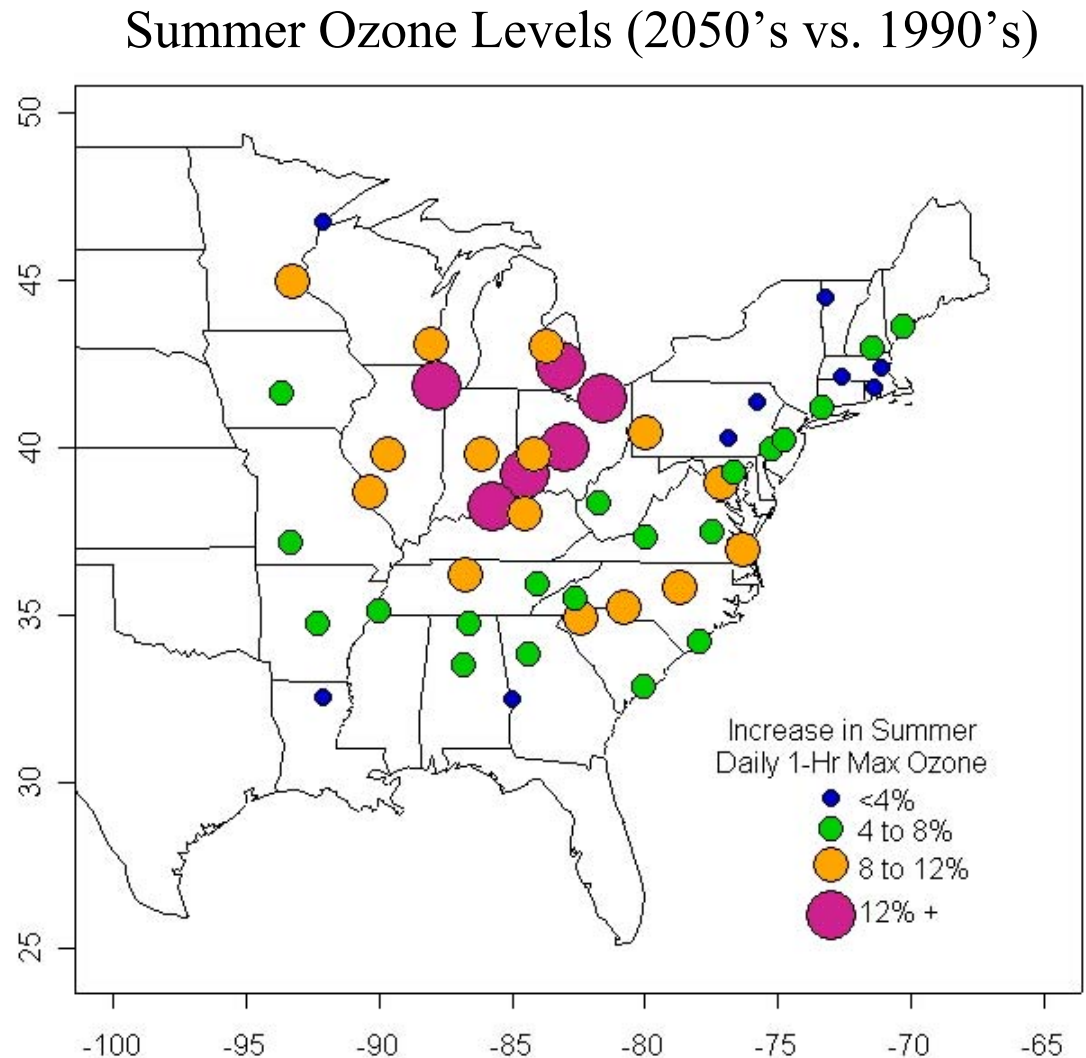 Summer Ozone Levels (2050’s vs. 1990’s)
50
45
40
35
30
25
Increase in Summer
Daily 1-Hr Max Ozone
<4%
4 to 8%
8 to 12%
12% +
-100 -95 -90 -85 -80 -75 -70 -65